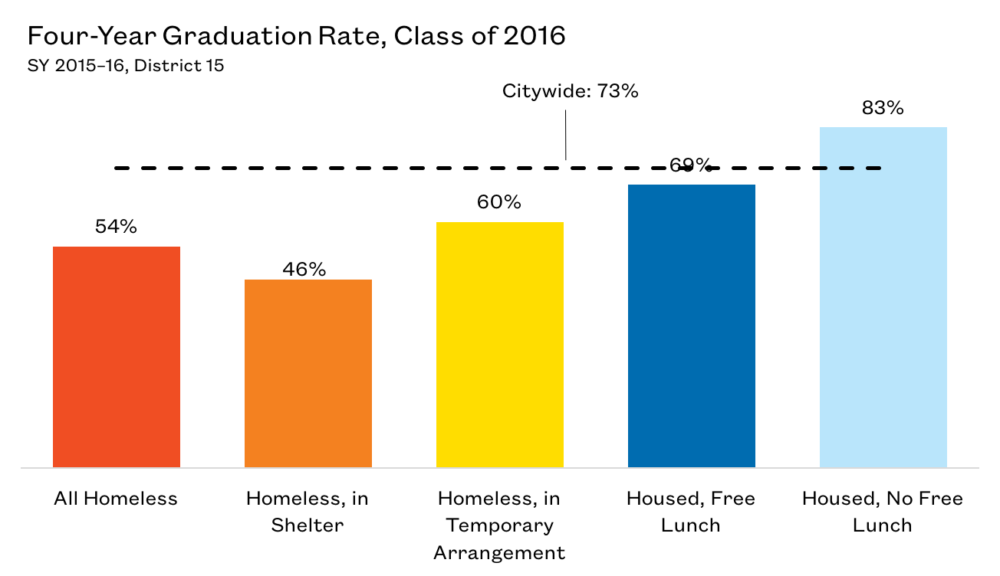 Four-Year Graduation Rate, Class of 2016
SY 2015–16, District 15
Citywide: 73%
83%
69%
60%
54%
46%
All Homeless
Homeless, in
Shelter
Homeless, in
Temporary
Arrangement
Housed, Free
Lunch
Housed, No Free
Lunch